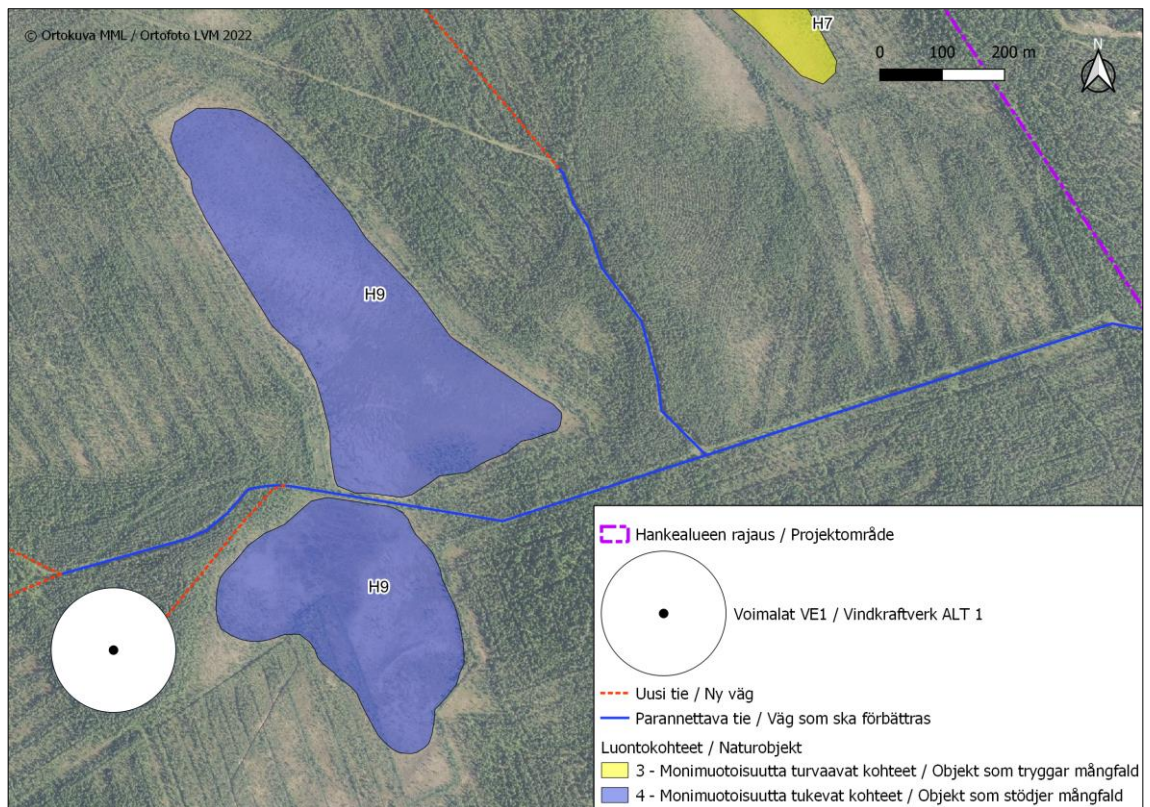 © Ortokuva MML / Ortofoto LVM 2022
H7
0 100 200 m
N
H9
H9
Hankealueen rajaus / Projektområde
Voimalat VE1 / Vindkraftverk ALT 1
Uusi tie / Ny väg
Parannettava tie / Väg som ska förbättras
Luontokohteet / Naturobjekt
3 - Monimuotoisuutta turvaavat kohteet / Objekt som tryggar mångfald
4 - Monimuotoisuutta tukevat kohteet / Objekt som stödjer mångfald